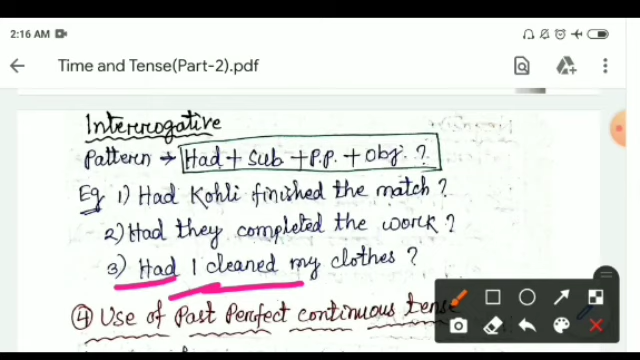 2:16 AM
Time and Tense(Part-2).pdf
Interrogative
Pattern → Had + Sub + P.P. + Obj. ?
Eg 1) Had Kohli finished the match ?
2) Had they completed the work ?
3) Had I cleaned my clothes ?
④ Use of Past Perfect continuous tense